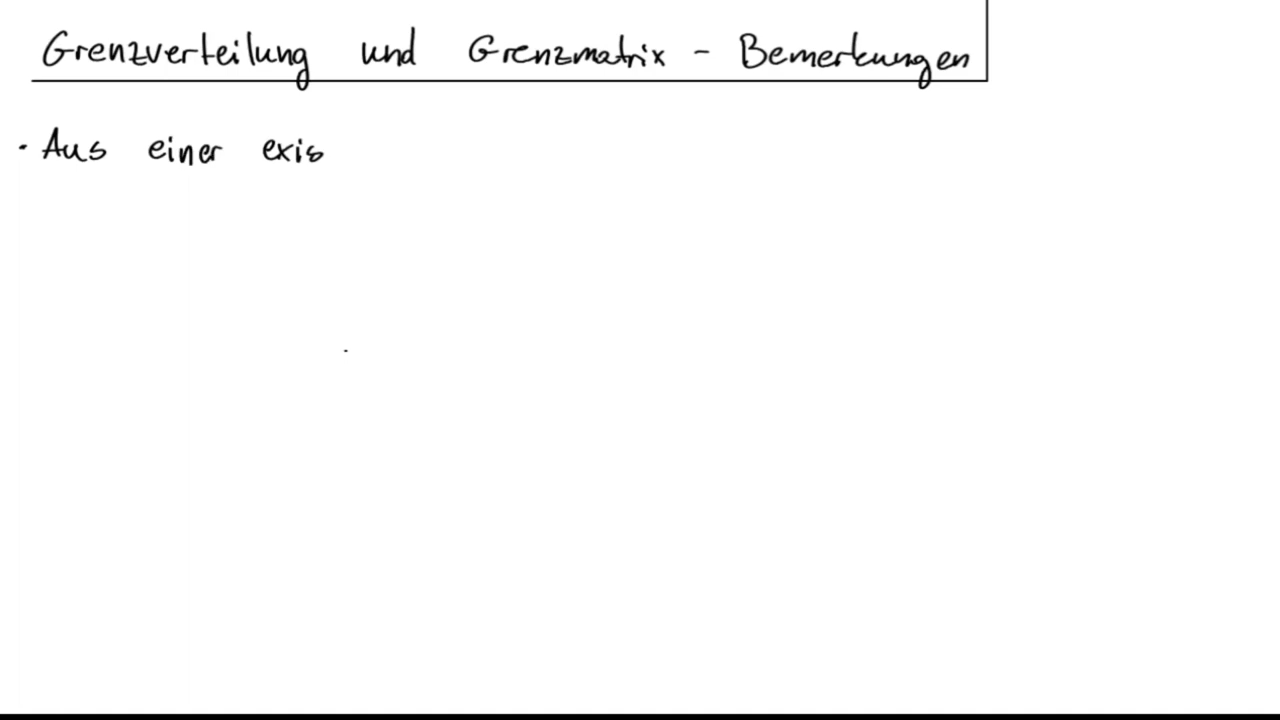 Grenzverteilung und Grenzmatrix - Bemerkungen
· Aus einer exis